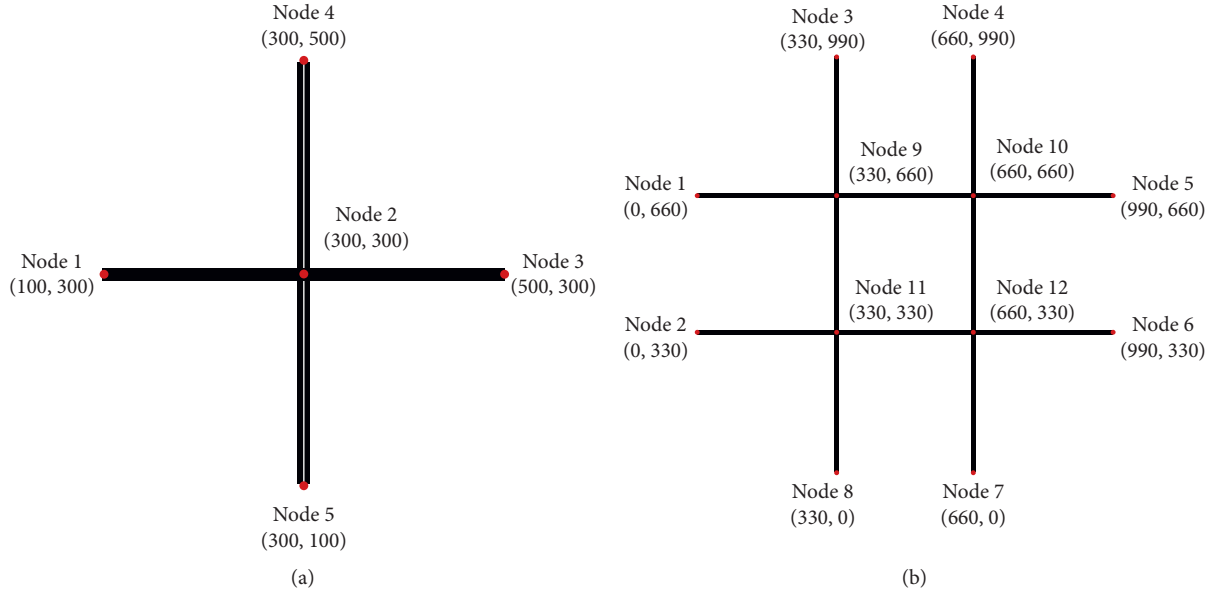 Node 4
(300, 500)
Node 2
(300, 300)
Node 1
(100, 300)
Node 3
(500, 300)
Node 5
(300, 100)
(a)
Node 3
(330, 990)
Node 4
(660, 990)
Node 9
(330, 660)
Node 10
(660, 660)
Node 1
(0, 660)
Node 5
(990, 660)
Node 11
(330, 330)
Node 12
(660, 330)
Node 2
(0, 330)
Node 6
(990, 330)
Node 8
(330, 0)
Node 7
(660, 0)
(b)